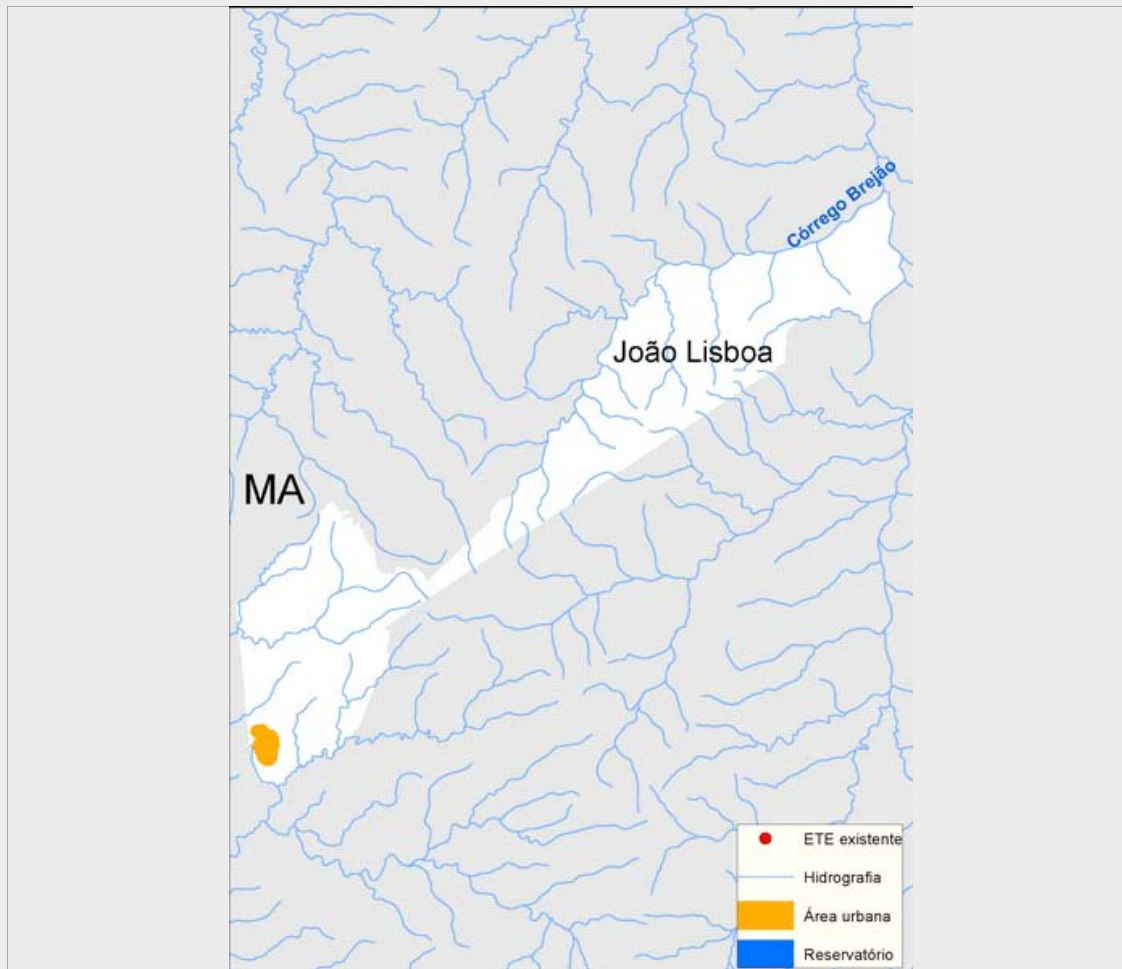 Córrego Brejão
João Lisboa
MA
ETE existente
Hidrografia
Área urbana
Reservatório